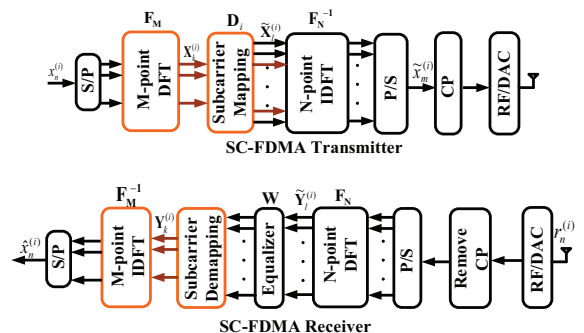 F_M D_i F_N^{-1}
x_n^{(i)} S/P M-point DFT X_k^{(i)} Subcarrier Mapping X̃_l^{(i)} N-point IDFT P/S x̃_m^{(i)} CP RF/DAC
SC-FDMA Transmitter
F_M^{-1} W F_N
x̂_n^{(i)} S/P M-point IDFT Y_k^{(i)} Subcarrier Demapping Equalizer Ỹ_l^{(i)} N-point DFT P/S Remove CP RF/DAC r_n^{(i)}
SC-FDMA Receiver